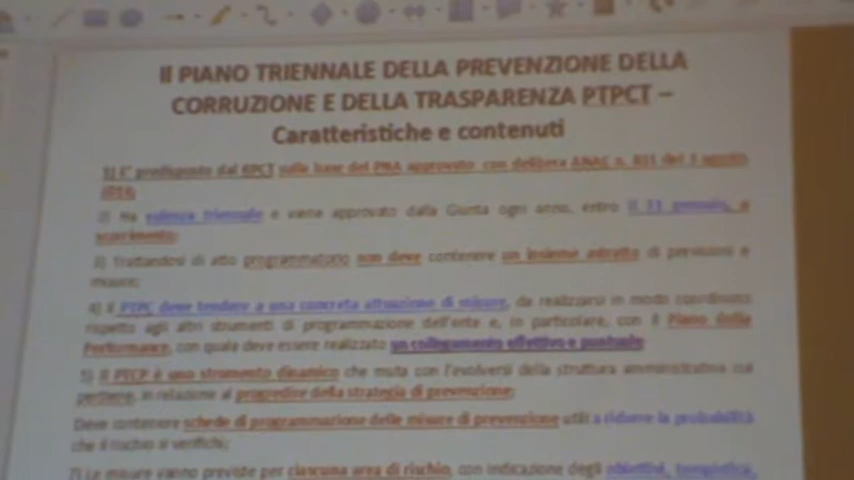 Il PIANO TRIENNALE DELLA PREVENZIONE DELLA
CORRUZIONE E DELLA TRASPARENZA PTPCT –
Caratteristiche e contenuti
1) E' predisposto dal RPCT sulla base del PNA approvato con delibera ANAC n. 831 del 3 agosto
2016;
2) Ha valenza triennale e viene approvato dalla Giunta ogni anno, entro il 31 gennaio, e
3) Trattandosi di atto programmatorio non deve contenere un insieme astratto di previsioni e
misure;
4) Il PTPC deve tendere a una concreta attuazione di misure, da realizzarsi in modo coordinato
rispetto agli altri strumenti di programmazione dell'ente e, in particolare, con il Piano della
Performance, con quale deve essere realizzato un collegamento effettivo e puntuale
5) Il PTCP è uno strumento dinamico che muta con l'evolversi della struttura amministrativa cui
pertiene, in relazione al progredire della strategia di prevenzione;
Deve contenere schede di programmazione delle misure di prevenzione utili a ridurre la probabilità
che il rischio si verifichi;
7) Le misure vanno previste per ciascuna area di rischio, con indicazione degli obiettivi, tempistica,